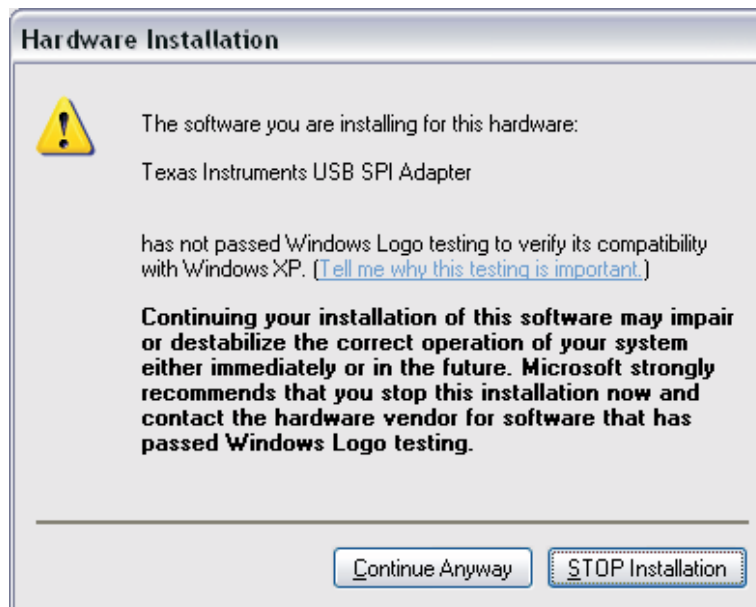 Hardware Installation
The software you are installing for this hardware:
Texas Instruments USB SPI Adapter
has not passed Windows Logo testing to verify its compatibility
with Windows XP. (Tell me why this testing is important.)
Continuing your installation of this software may impair
or destabilize the correct operation of your system
either immediately or in the future. Microsoft strongly
recommends that you stop this installation now and
contact the hardware vendor for software that has
passed Windows Logo testing.
Continue Anyway STOP Installation